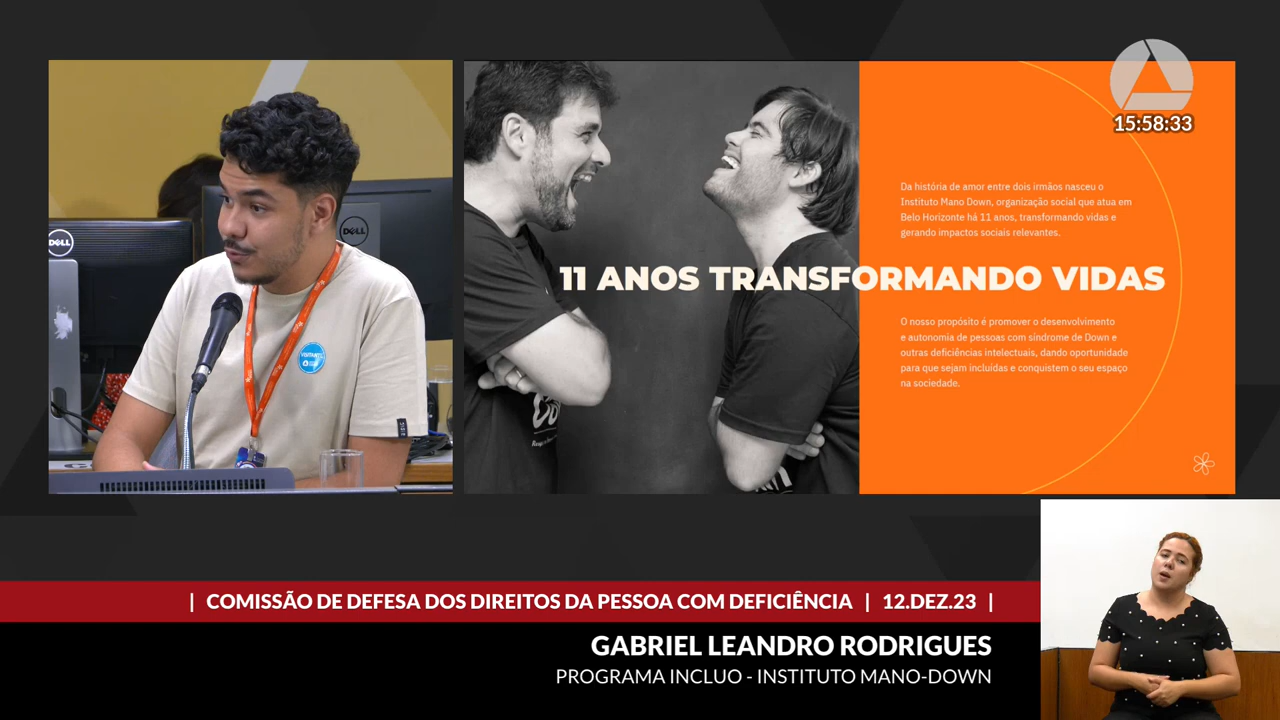 15:58:33
DELL
DELL
VISITANTE
Da história de amor entre dois irmãos nasceu o
Instituto Mano Down, organização social que atua em
Belo Horizonte há 11 anos, transformando vidas e
gerando impactos sociais relevantes.
11 ANOS TRANSFORMANDO VIDAS
O nosso propósito é promover o desenvolvimento
e autonomia de pessoas com síndrome de Down e
outras deficiências intelectuais, dando oportunidade
para que sejam incluídas e conquistem o seu espaço
na sociedade.
| COMISSÃO DE DEFESA DOS DIREITOS DA PESSOA COM DEFICIÊNCIA | 12.DEZ.23 |
GABRIEL LEANDRO RODRIGUES
PROGRAMA INCLUO - INSTITUTO MANO-DOWN